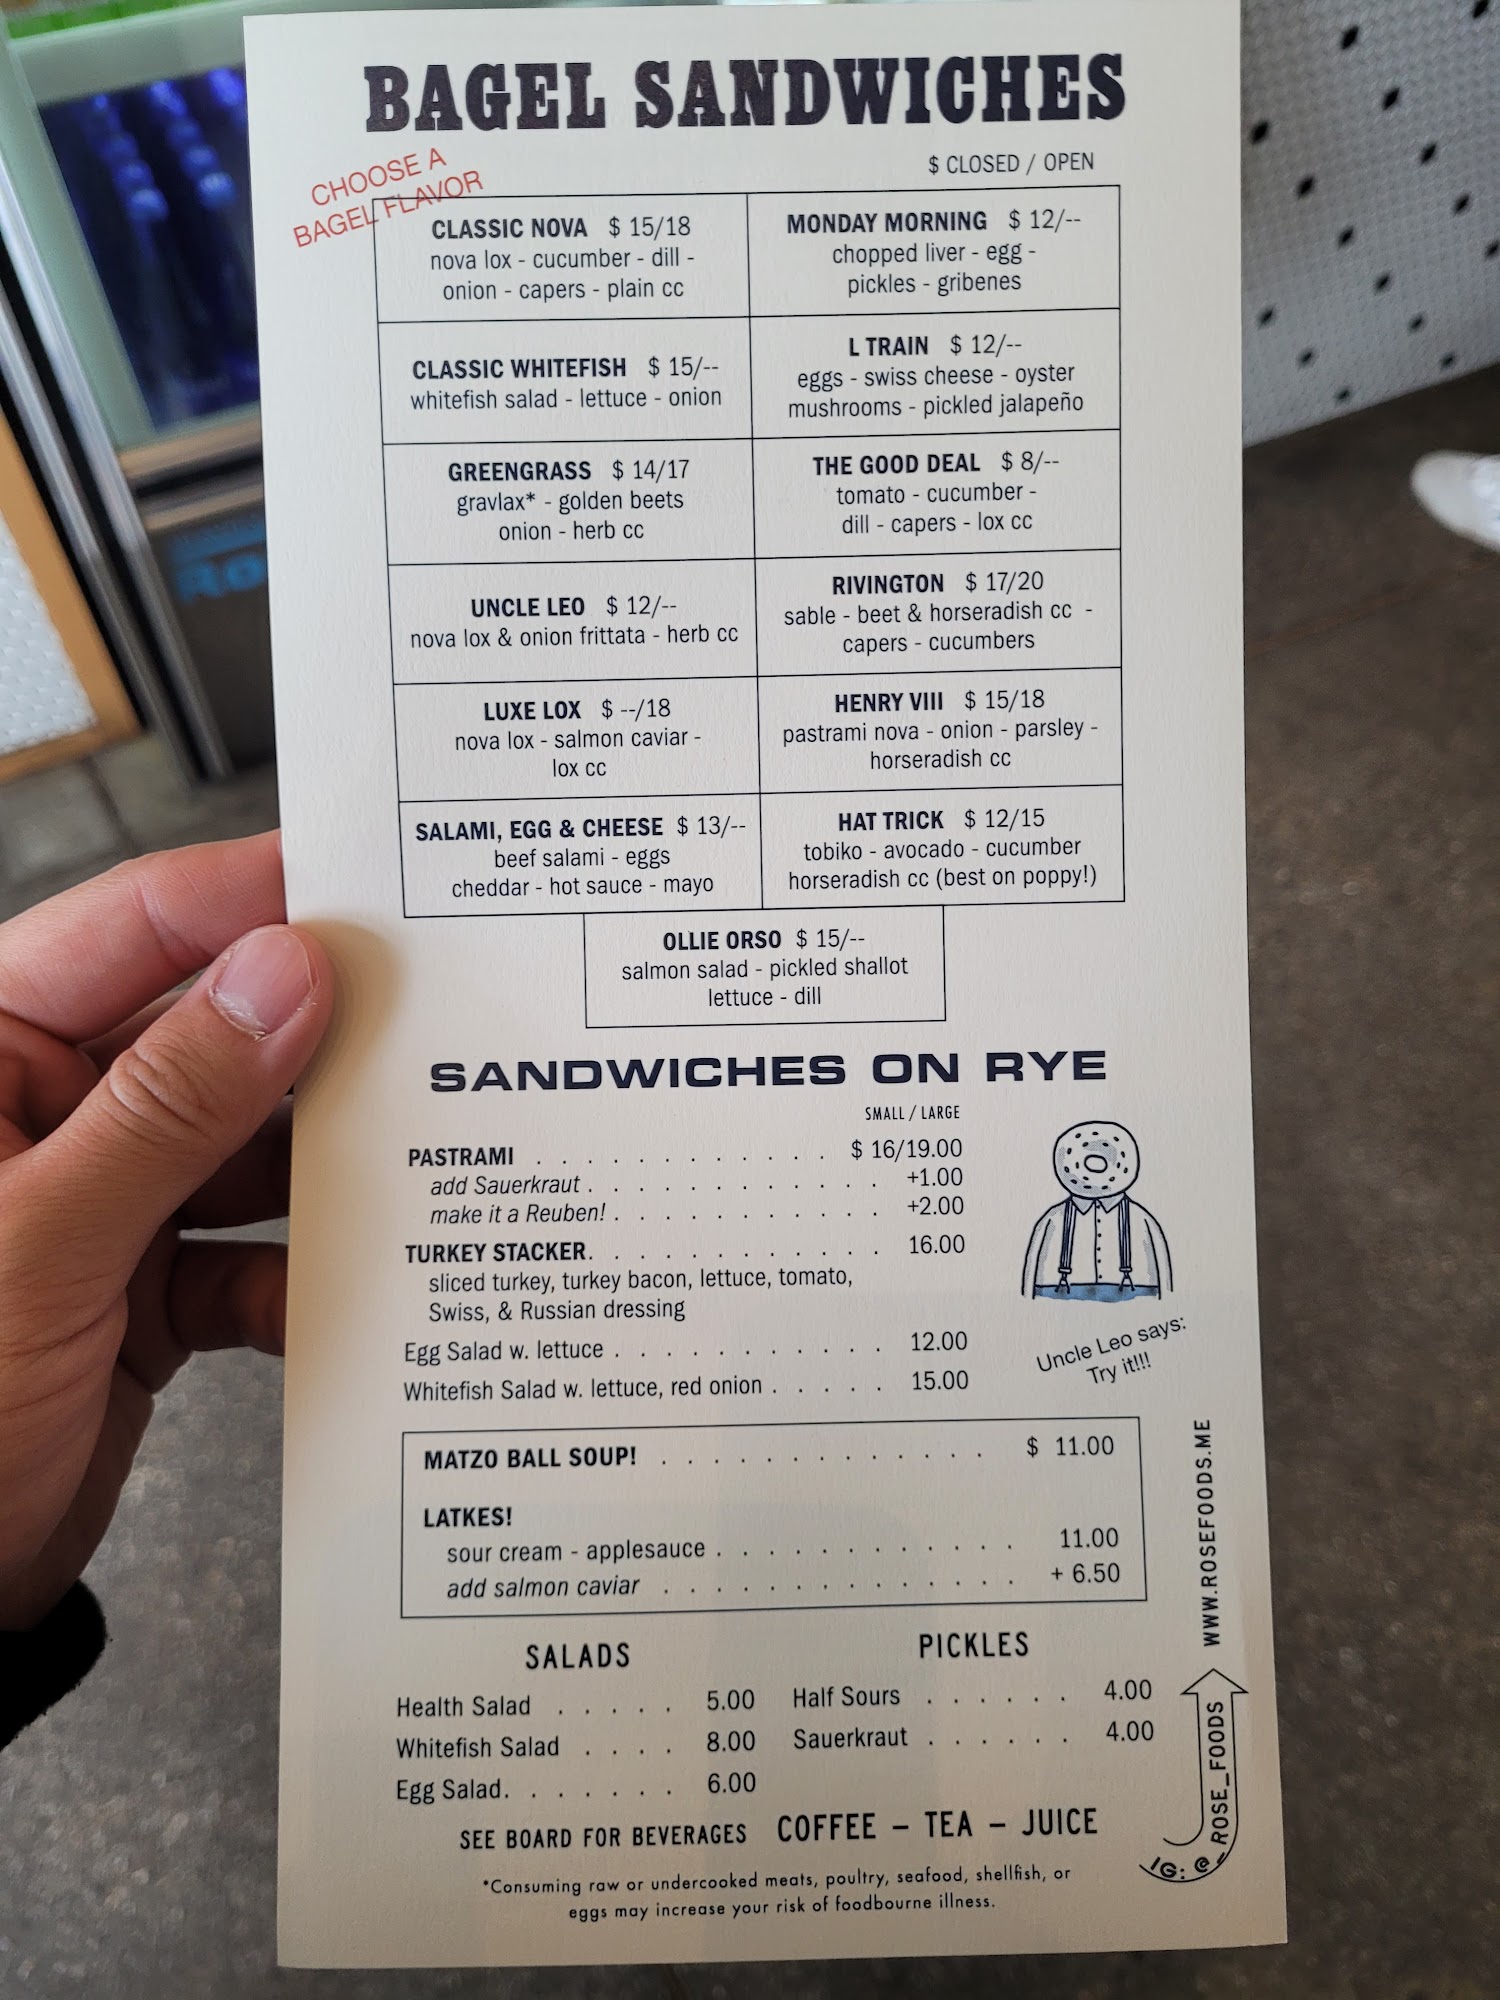 BAGEL SANDWICHES
CHOOSE A
BAGEL FLAVOR
$ CLOSED / OPEN
CLASSIC NOVA $ 15/18
nova lox - cucumber - dill -
onion - capers - plain cc
MONDAY MORNING $ 12/--
chopped liver - egg -
pickles - gribenes
CLASSIC WHITEFISH $ 15/--
whitefish salad - lettuce - onion
L TRAIN $ 12/--
eggs - swiss cheese - oyster
mushrooms - pickled jalapeño
GREENGRASS $ 14/17
gravlax* - golden beets
onion - herb cc
THE GOOD DEAL $ 8/--
tomato - cucumber -
dill - capers - lox cc
UNCLE LEO $ 12/--
nova lox & onion frittata - herb cc
RIVINGTON $ 17/20
sable - beet & horseradish cc -
capers - cucumbers
LUXE LOX $ --/18
nova lox - salmon caviar -
lox cc
HENRY VIII $ 15/18
pastrami nova - onion - parsley -
horseradish cc
SALAMI, EGG & CHEESE $ 13/--
beef salami - eggs
cheddar - hot sauce - mayo
HAT TRICK $ 12/15
tobiko - avocado - cucumber
horseradish cc (best on poppy!)
OLLIE ORSO $ 15/--
salmon salad - pickled shallot
lettuce - dill
SANDWICHES ON RYE
SMALL / LARGE
PASTRAMI . . . . . . . . . . . . $ 16/19.00
add Sauerkraut . . . . . . . . . . . . +1.00
make it a Reuben! . . . . . . . . . . . +2.00
TURKEY STACKER. . . . . . . . . . . . 16.00
sliced turkey, turkey bacon, lettuce, tomato,
Swiss, & Russian dressing
Egg Salad w. lettuce . . . . . . . . . . . 12.00
Whitefish Salad w. lettuce, red onion . . . . . 15.00
Uncle Leo says:
Try it!!!
MATZO BALL SOUP! . . . . . . . . . . . . . $ 11.00
LATKES!
sour cream - applesauce . . . . . . . . . . . . 11.00
add salmon caviar . . . . . . . . . . . . . . + 6.50
WWW.ROSEFOODS.ME
IG: @_ROSE_FOODS
SALADS
Health Salad . . . . . 5.00
Whitefish Salad . . . . 8.00
Egg Salad. . . . . . . 6.00
PICKLES
Half Sours . . . . . . 4.00
Sauerkraut . . . . . . 4.00
SEE BOARD FOR BEVERAGES COFFEE – TEA – JUICE
*Consuming raw or undercooked meats, poultry, seafood, shellfish, or
eggs may increase your risk of foodbourne illness.